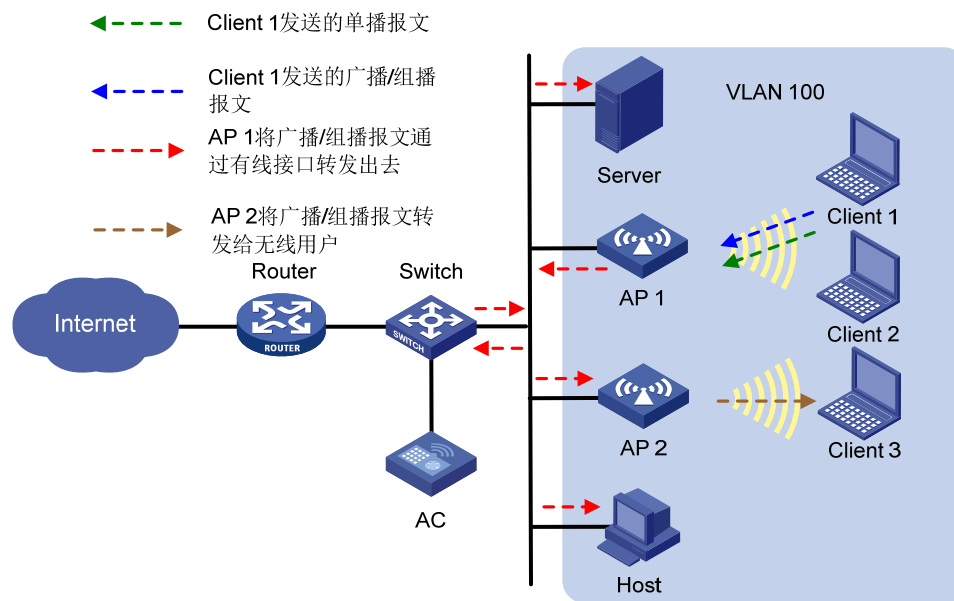 Client 1发送的单播报文
Client 1发送的广播/组播
报文
AP 1将广播/组播报文通
过有线接口转发出去
AP 2将广播/组播报文转
发给无线用户
VLAN 100
Server
Client 1
AP 1
Client 2
Router
Switch
Internet
ROUTER
SWITCH
AP 2
Client 3
AC
Host